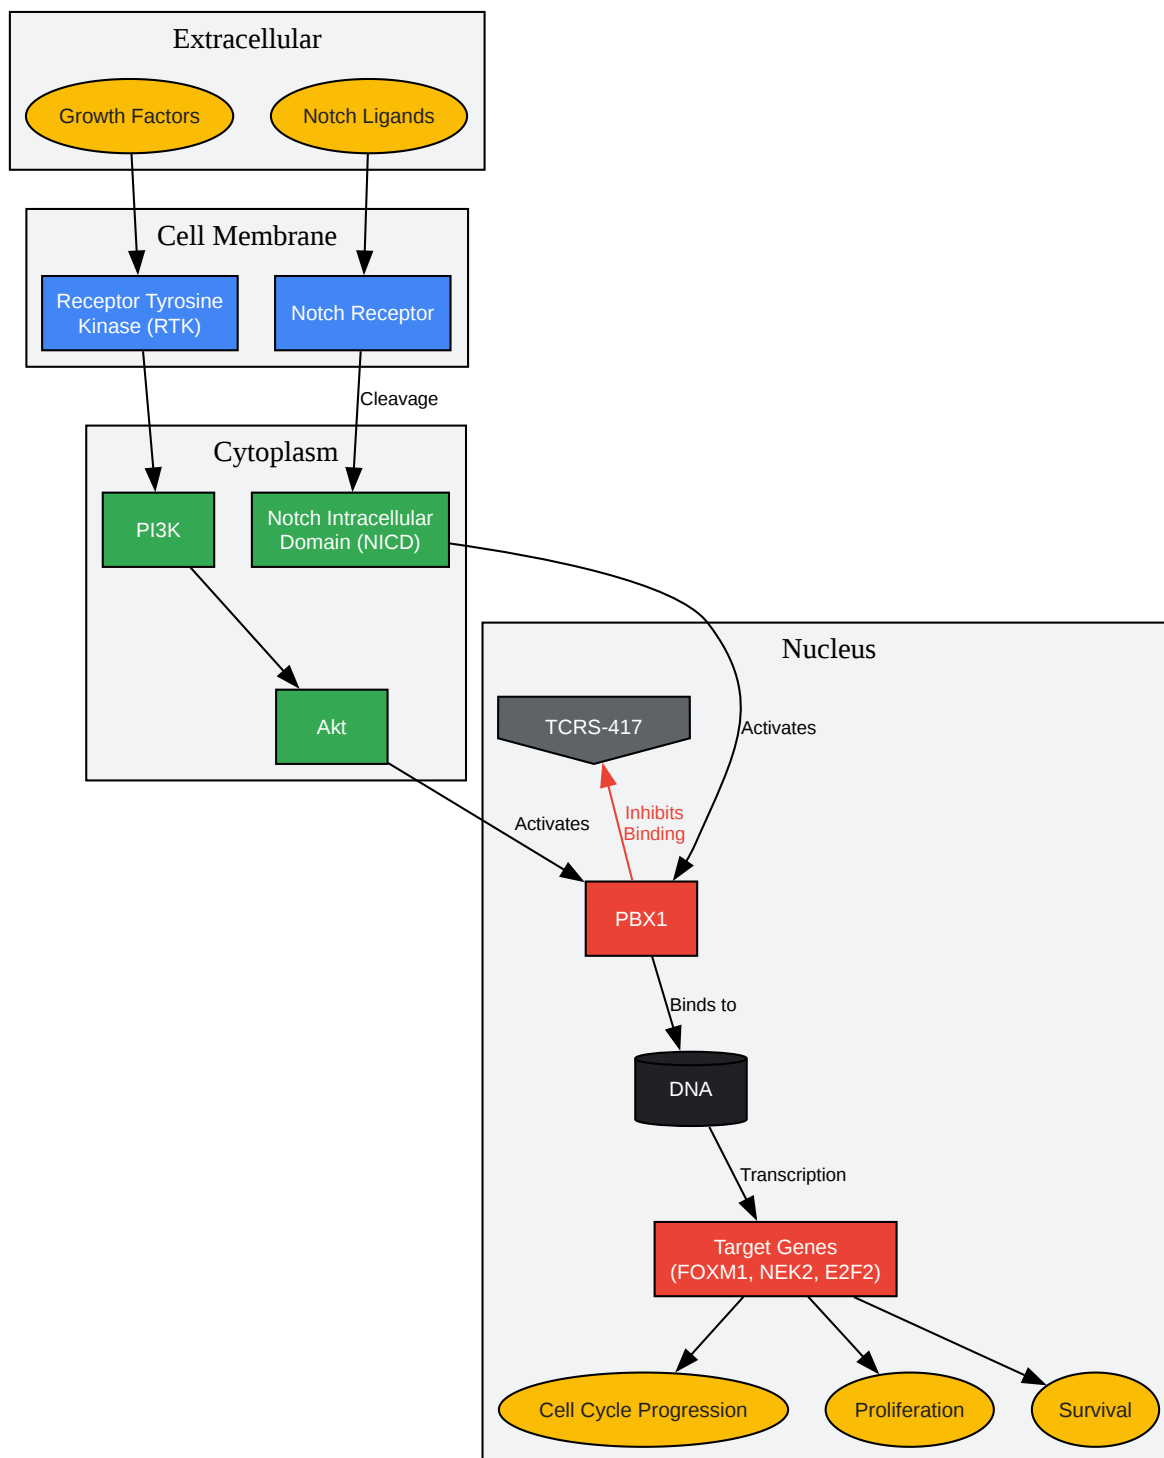 Extracellular
Growth Factors
Notch Ligands
Cell Membrane
Receptor Tyrosine
Kinase (RTK)
Notch Receptor
Cleavage
Cytoplasm
PI3K
Notch Intracellular
Domain (NICD)
Akt
Nucleus
TCRS-417
Activates
Inhibits
Binding
Activates
PBX1
Binds to
DNA
Transcription
Target Genes
(FOXM1, NEK2, E2F2)
Cell Cycle Progression
Proliferation
Survival